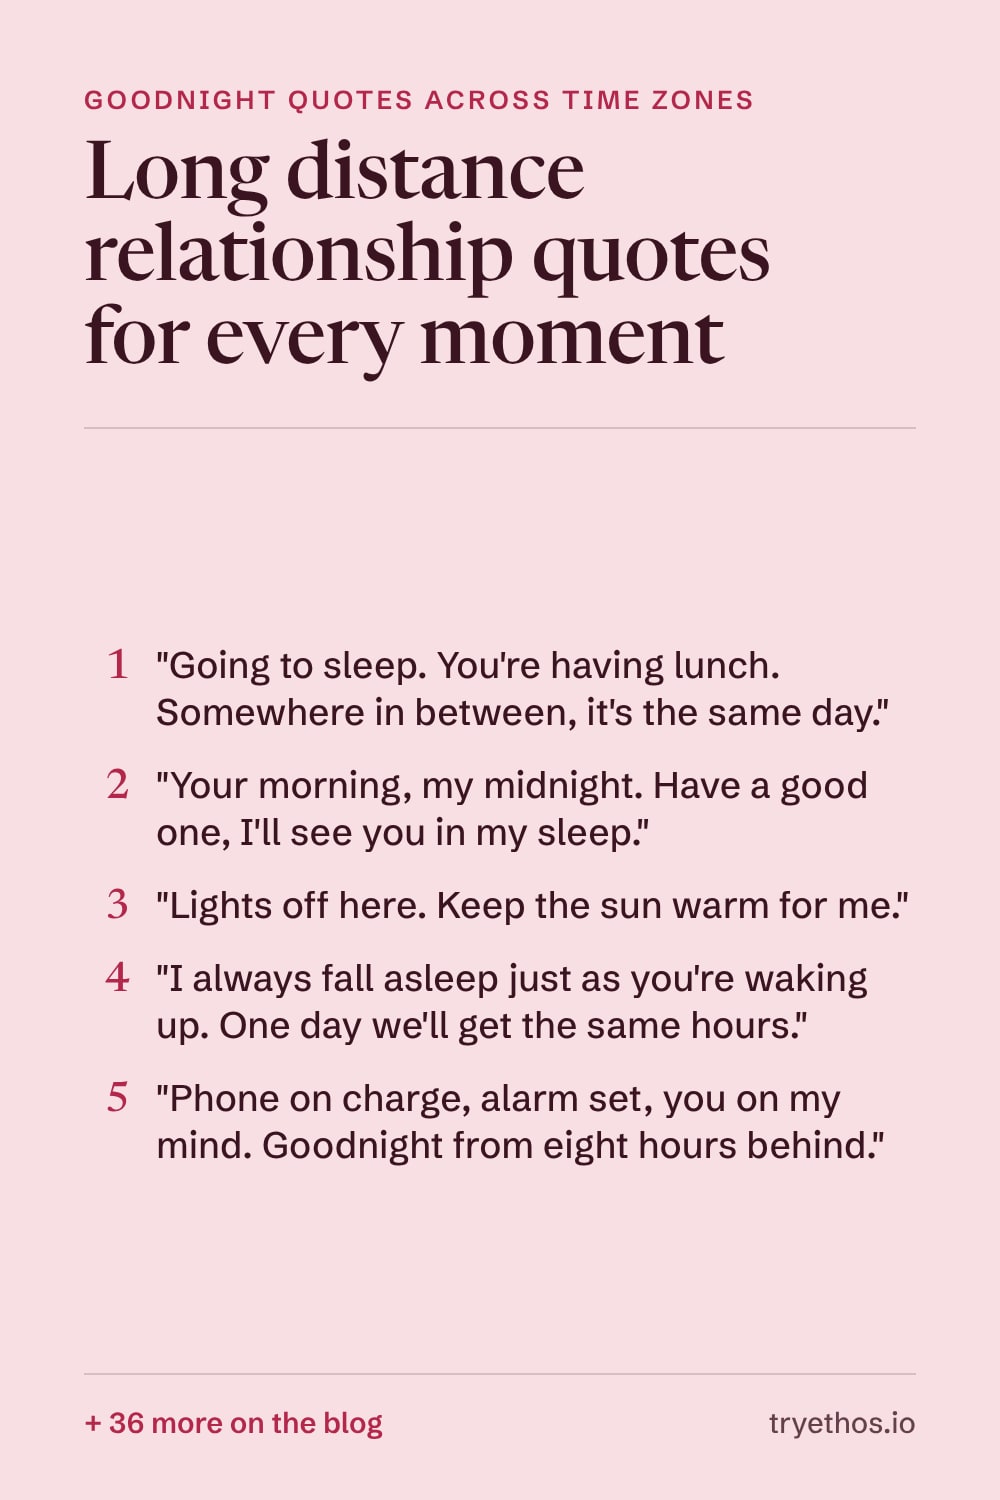 GOODNIGHT QUOTES ACROSS TIME ZONES
Long distance
relationship quotes
for every moment
1 "Going to sleep. You're having lunch.
Somewhere in between, it's the same day."
2 "Your morning, my midnight. Have a good
one, I'll see you in my sleep."
3 "Lights off here. Keep the sun warm for me."
4 "I always fall asleep just as you're waking
up. One day we'll get the same hours."
5 "Phone on charge, alarm set, you on my
mind. Goodnight from eight hours behind."
+ 36 more on the blog
tryethos.io